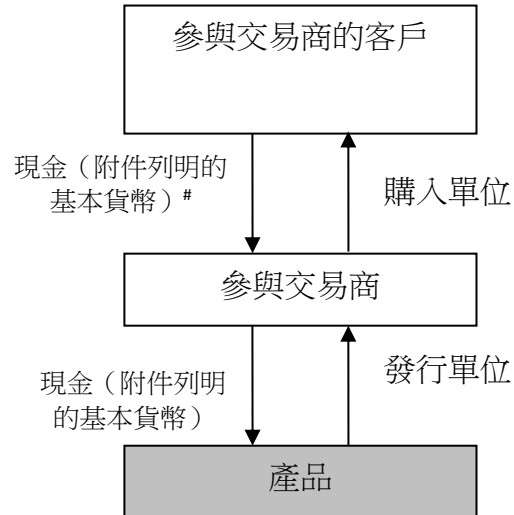 參與交易商的客戶
現金（附件列明的
基本貨幣）#
購入單位
參與交易商
現金（附件列明
的基本貨幣）
發行單位
產品